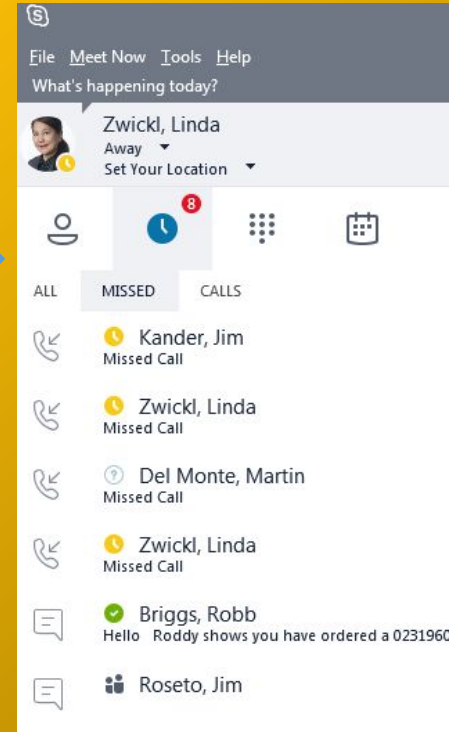 File Meet Now Tools Help
What's happening today?
Zwickl, Linda
Away
Set Your Location
8
ALL MISSED CALLS
Kander, Jim
Missed Call
Zwickl, Linda
Missed Call
? Del Monte, Martin
Missed Call
Zwickl, Linda
Missed Call
Briggs, Robb
Hello Roddy shows you have ordered a 0231960
Roseto, Jim